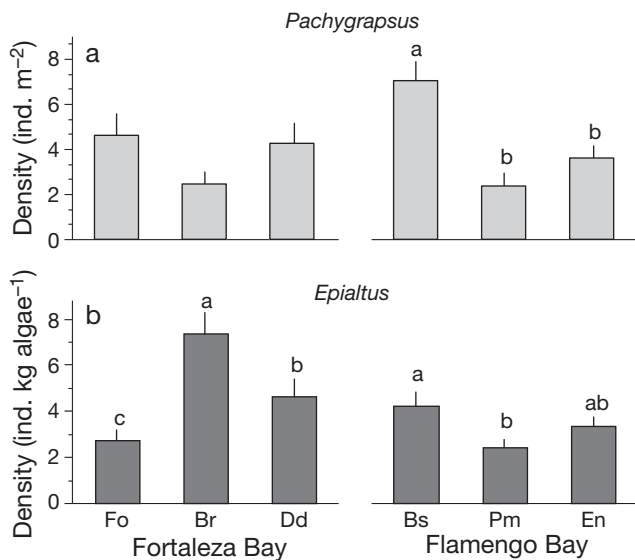 Pachygrapsus
a
a
8
6
4
2
0
Density (ind. m⁻²)
b
b
Epialtus
b
a
8
6
4
2
0
Density (ind. kg algae⁻¹)
c
b
a
b
ab
Fo Br Dd Bs Pm En
Fortaleza Bay Flamengo Bay